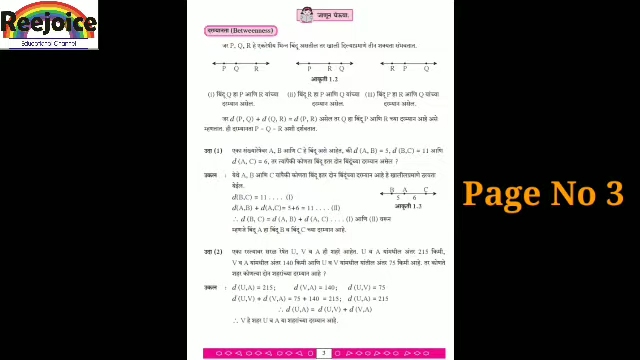 Reejoice
Educational Channel
जाणून घेऊया.
दरम्यानता (Betweenness)
जर P, Q, R हे एकरेषीय भिन्न बिंदू असतील तर खाली दिल्याप्रमाणे तीन शक्यता संभवतात.
P Q R
P R Q
R P Q
आकृती 1.2
(i) बिंदू Q हा P आणि R यांच्या दरम्यान असेल.
(ii) बिंदू R हा P आणि Q यांच्या दरम्यान असेल.
(iii) बिंदू P हा R आणि Q यांच्या दरम्यान असेल.
जर d (P, Q) + d (Q, R) = d (P, R) असेल तर Q हा बिंदू P आणि R च्या दरम्यान आहे असे
म्हणतात. ही दरम्यानता P - Q - R अशी दर्शवतात.
उदा (1) एका संख्यारेषेवर A, B आणि C हे बिंदू असे आहेत, की d (A, B) = 5, d (B,C) = 11 आणि
d (A, C) = 6, तर त्यांपैकी कोणता बिंदू इतर दोन बिंदूंच्या दरम्यान असेल ?
उकल : येथे A, B आणि C यांपैकी कोणता बिंदू इतर दोन बिंदूंच्या दरम्यान आहे हे खालीलप्रमाणे ठरवता
येईल.
B A C
5 6
आकृती 1.3
d(B,C) = 11 . . . . (I)
d(A,B) + d(A,C)= 5+6 = 11 . . . . (II)
∴ d (B, C) = d (A, B) + d (A, C) . . . . (I) आणि (II) वरून
म्हणजे बिंदू A हा बिंदू B व बिंदू C च्या दरम्यान आहे.
उदा (2) एका रस्त्यावर सरळ रेषेत U, V व A ही शहरे आहेत. U व A यांमधील अंतर 215 किमी,
V व A यांमधील अंतर 140 किमी आणि U व V यांमधील अंतर 75 किमी आहे. तर कोणते
शहर कोणत्या दोन शहरांच्या दरम्यान आहे ?
उकल : d (U,A) = 215; d (V,A) = 140; d (U,V) = 75
d (U,V) + d (V,A) = 75 + 140 = 215; d (U,A) = 215
∴ d (U,A) = d (U,V) + d (V,A)
∴ V हे शहर U व A या शहरांच्या दरम्यान आहे.
3
Page No 3